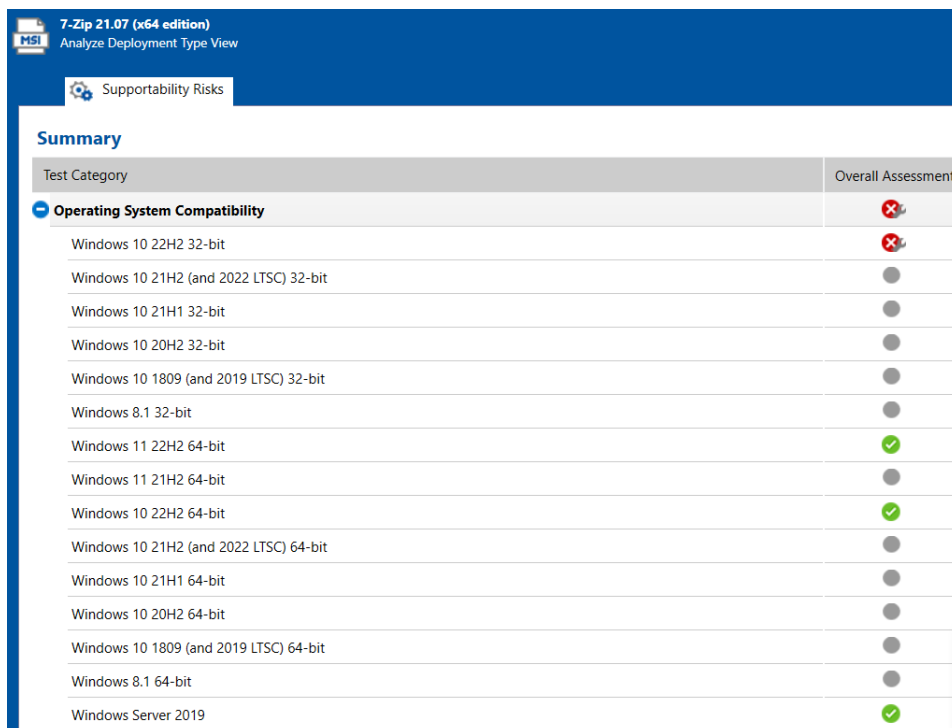 7-Zip 21.07 (x64 edition)
MSI
Analyze Deployment Type View
Supportability Risks
Summary
Test Category
Overall Assessment
Operating System Compatibility
Windows 10 22H2 32-bit
Windows 10 21H2 (and 2022 LTSC) 32-bit
Windows 10 21H1 32-bit
Windows 10 20H2 32-bit
Windows 10 1809 (and 2019 LTSC) 32-bit
Windows 8.1 32-bit
Windows 11 22H2 64-bit
Windows 11 21H2 64-bit
Windows 10 22H2 64-bit
Windows 10 21H2 (and 2022 LTSC) 64-bit
Windows 10 21H1 64-bit
Windows 10 20H2 64-bit
Windows 10 1809 (and 2019 LTSC) 64-bit
Windows 8.1 64-bit
Windows Server 2019